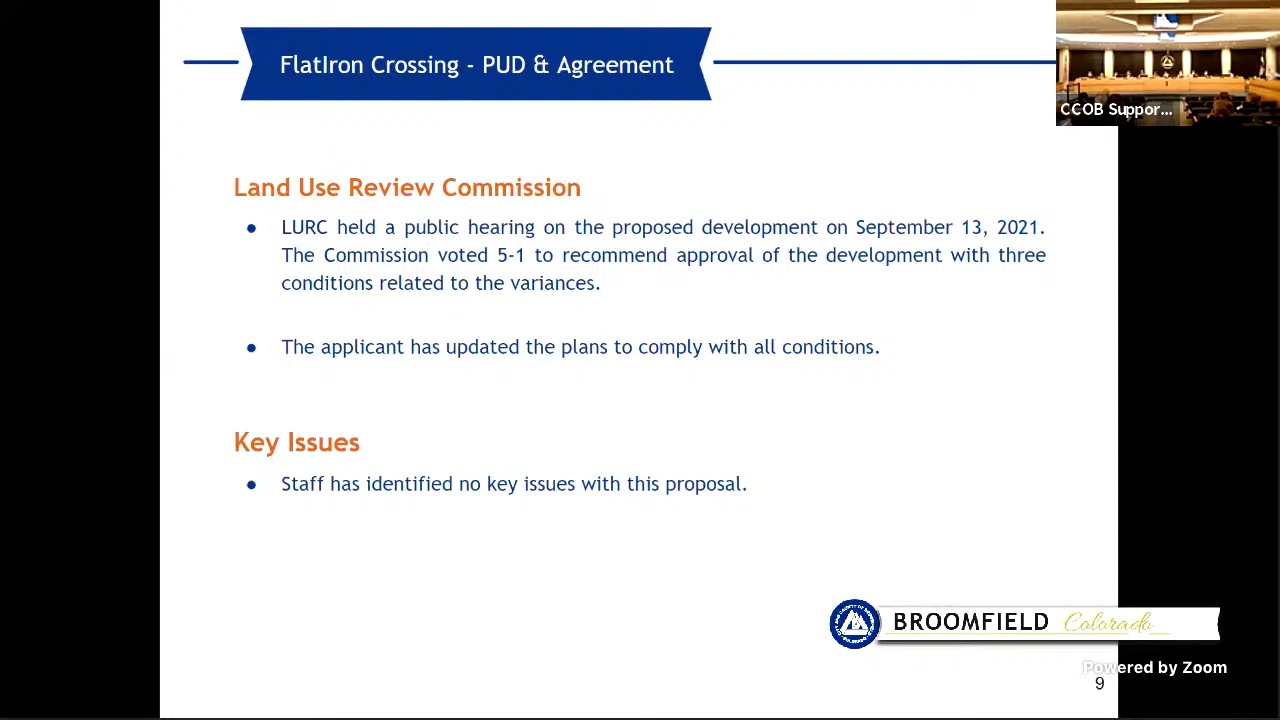 FlatIron Crossing - PUD & Agreement
CCOB Suppor...
Land Use Review Commission
● LURC held a public hearing on the proposed development on September 13, 2021.
The Commission voted 5-1 to recommend approval of the development with three
conditions related to the variances.
● The applicant has updated the plans to comply with all conditions.
Key Issues
● Staff has identified no key issues with this proposal.
BROOMFIELD Colorado
Powered by Zoom
9